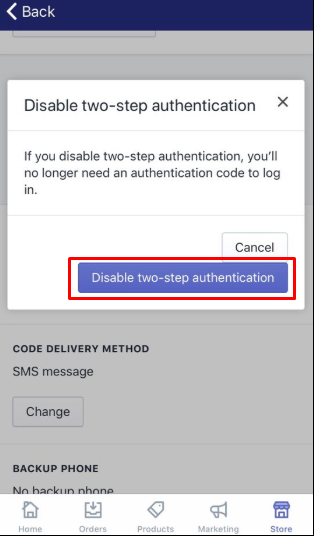 Back
Disable two-step authentication
If you disable two-step authentication, you'll
no longer need an authentication code to log
in.
Cancel
Disable two-step authentication
CODE DELIVERY METHOD
SMS message
Change
BACKUP PHONE
No backup phone
Home Orders Products Marketing Store